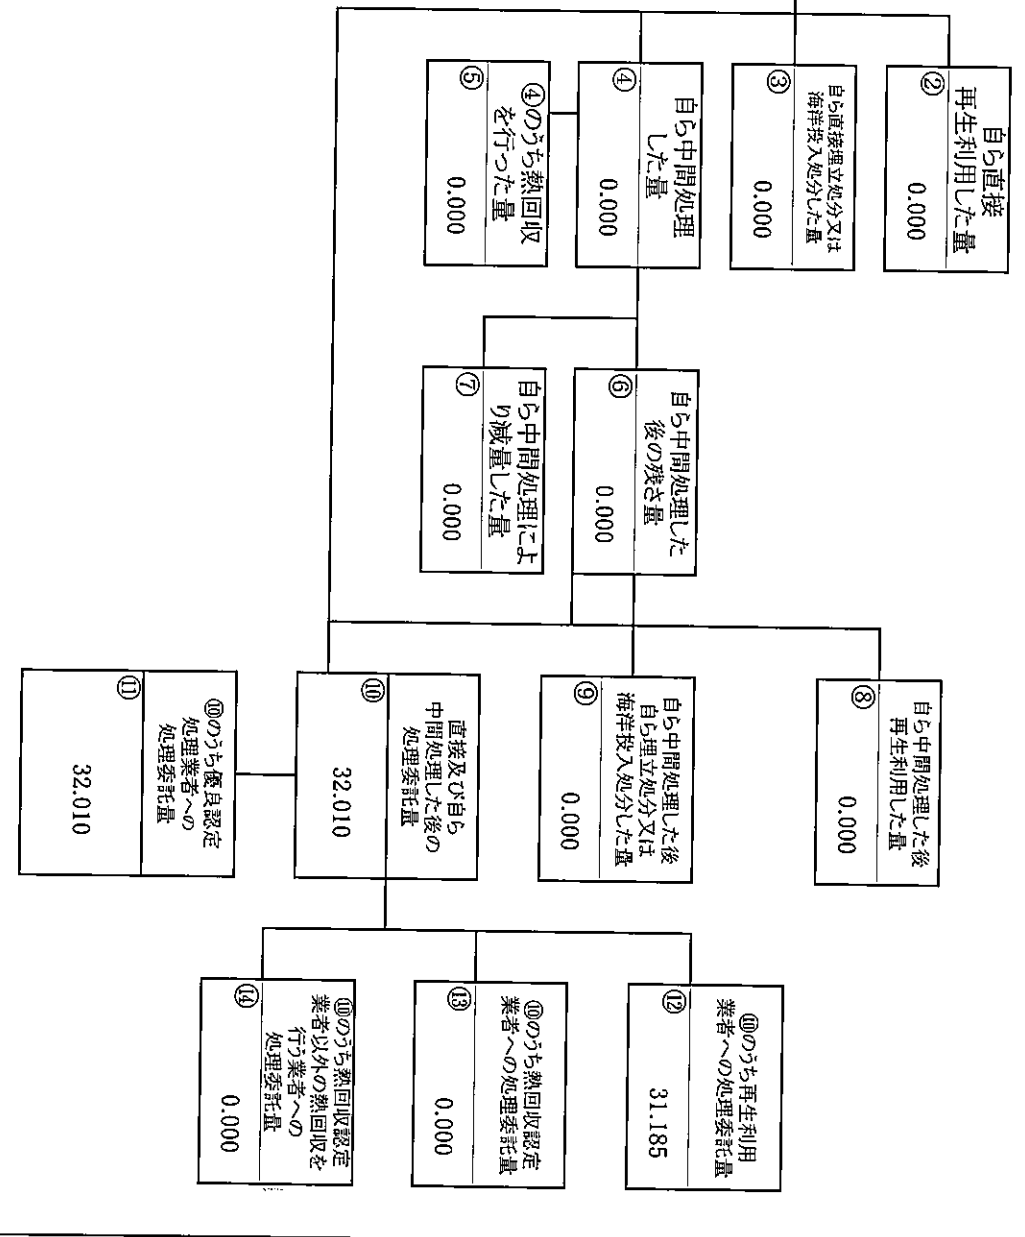 自ら直接
再生利用した量
②
0.000
自ら直接埋立処分又は
海洋投入処分した量
③
0.000
自ら中間処理
した量
④
0.000
④のうち熱回収
を行った量
⑤
0.000
自ら中間処理した
後の残さ量
⑥
0.000
自ら中間処理によ
り減量した量
⑦
0.000
自ら中間処理した後
再生利用した量
⑧
0.000
自ら中間処理した後
自ら埋立処分又は
海洋投入処分した量
⑨
0.000
直接及び自ら
中間処理した後の
処理委託量
⑩
32.010
⑩のうち優良認定
処理業者への
処理委託量
⑪
32.010
⑩のうち再生利用
業者への処理委託量
⑫
31.185
⑩のうち熱回収認定
業者への処理委託量
⑬
0.000
⑩のうち熱回収認定
業者以外の熱回収を
行う業者への
処理委託量
⑭
0.000